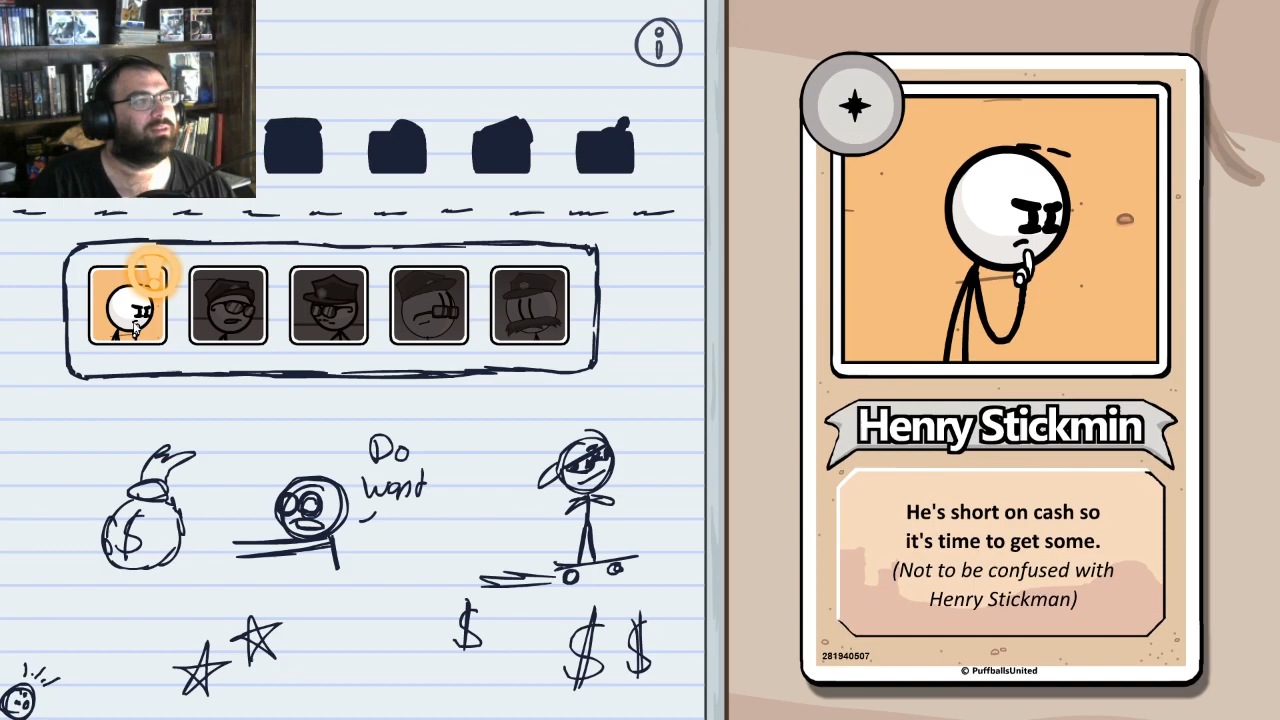 Do
want
$
$
$ $
Henry Stickmin
He's short on cash so
it's time to get some.
(Not to be confused with
Henry Stickman)
281940507
© PuffballsUnited